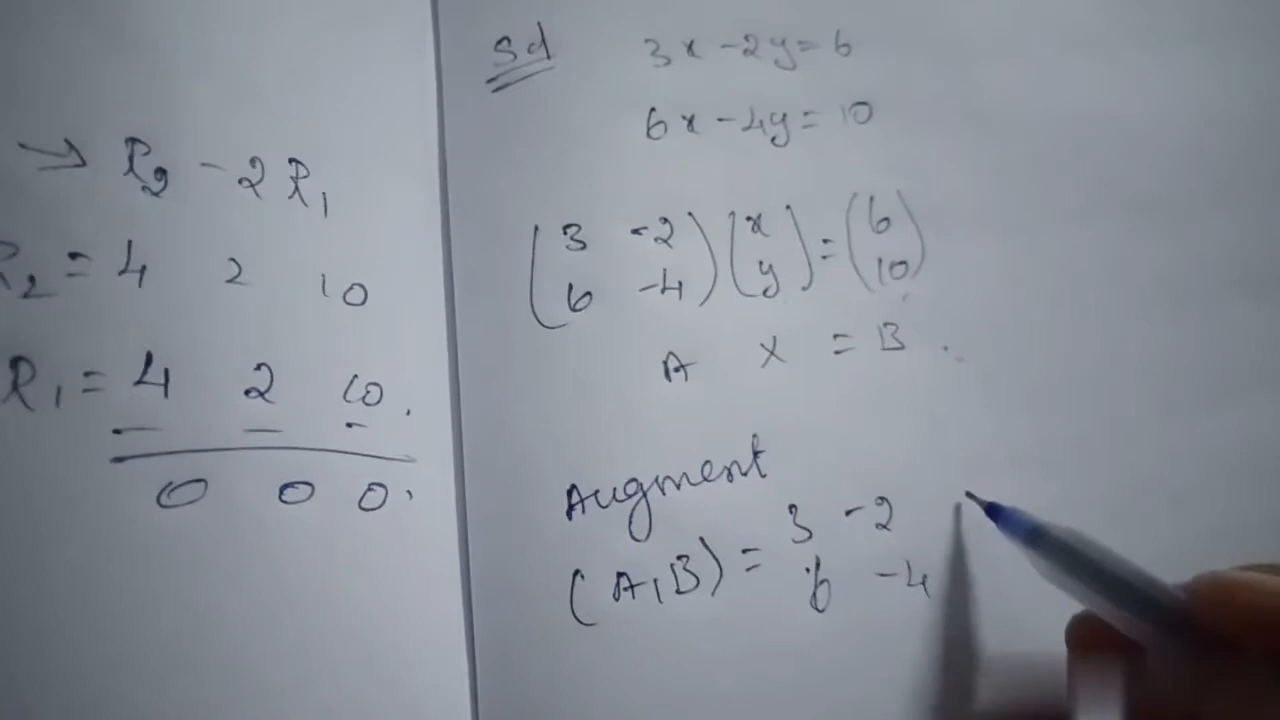 → R2 - 2R1
R2 = 4 2 10
R1 = 4 2 10.
0 0 0.
Sol
3x - 2y = 6
6x - 4y = 10
(3 -2) (x) = (6)
(6 -4) (y) (10)
A X = B.
Augment
(A,B) = 3 -2
6 -4